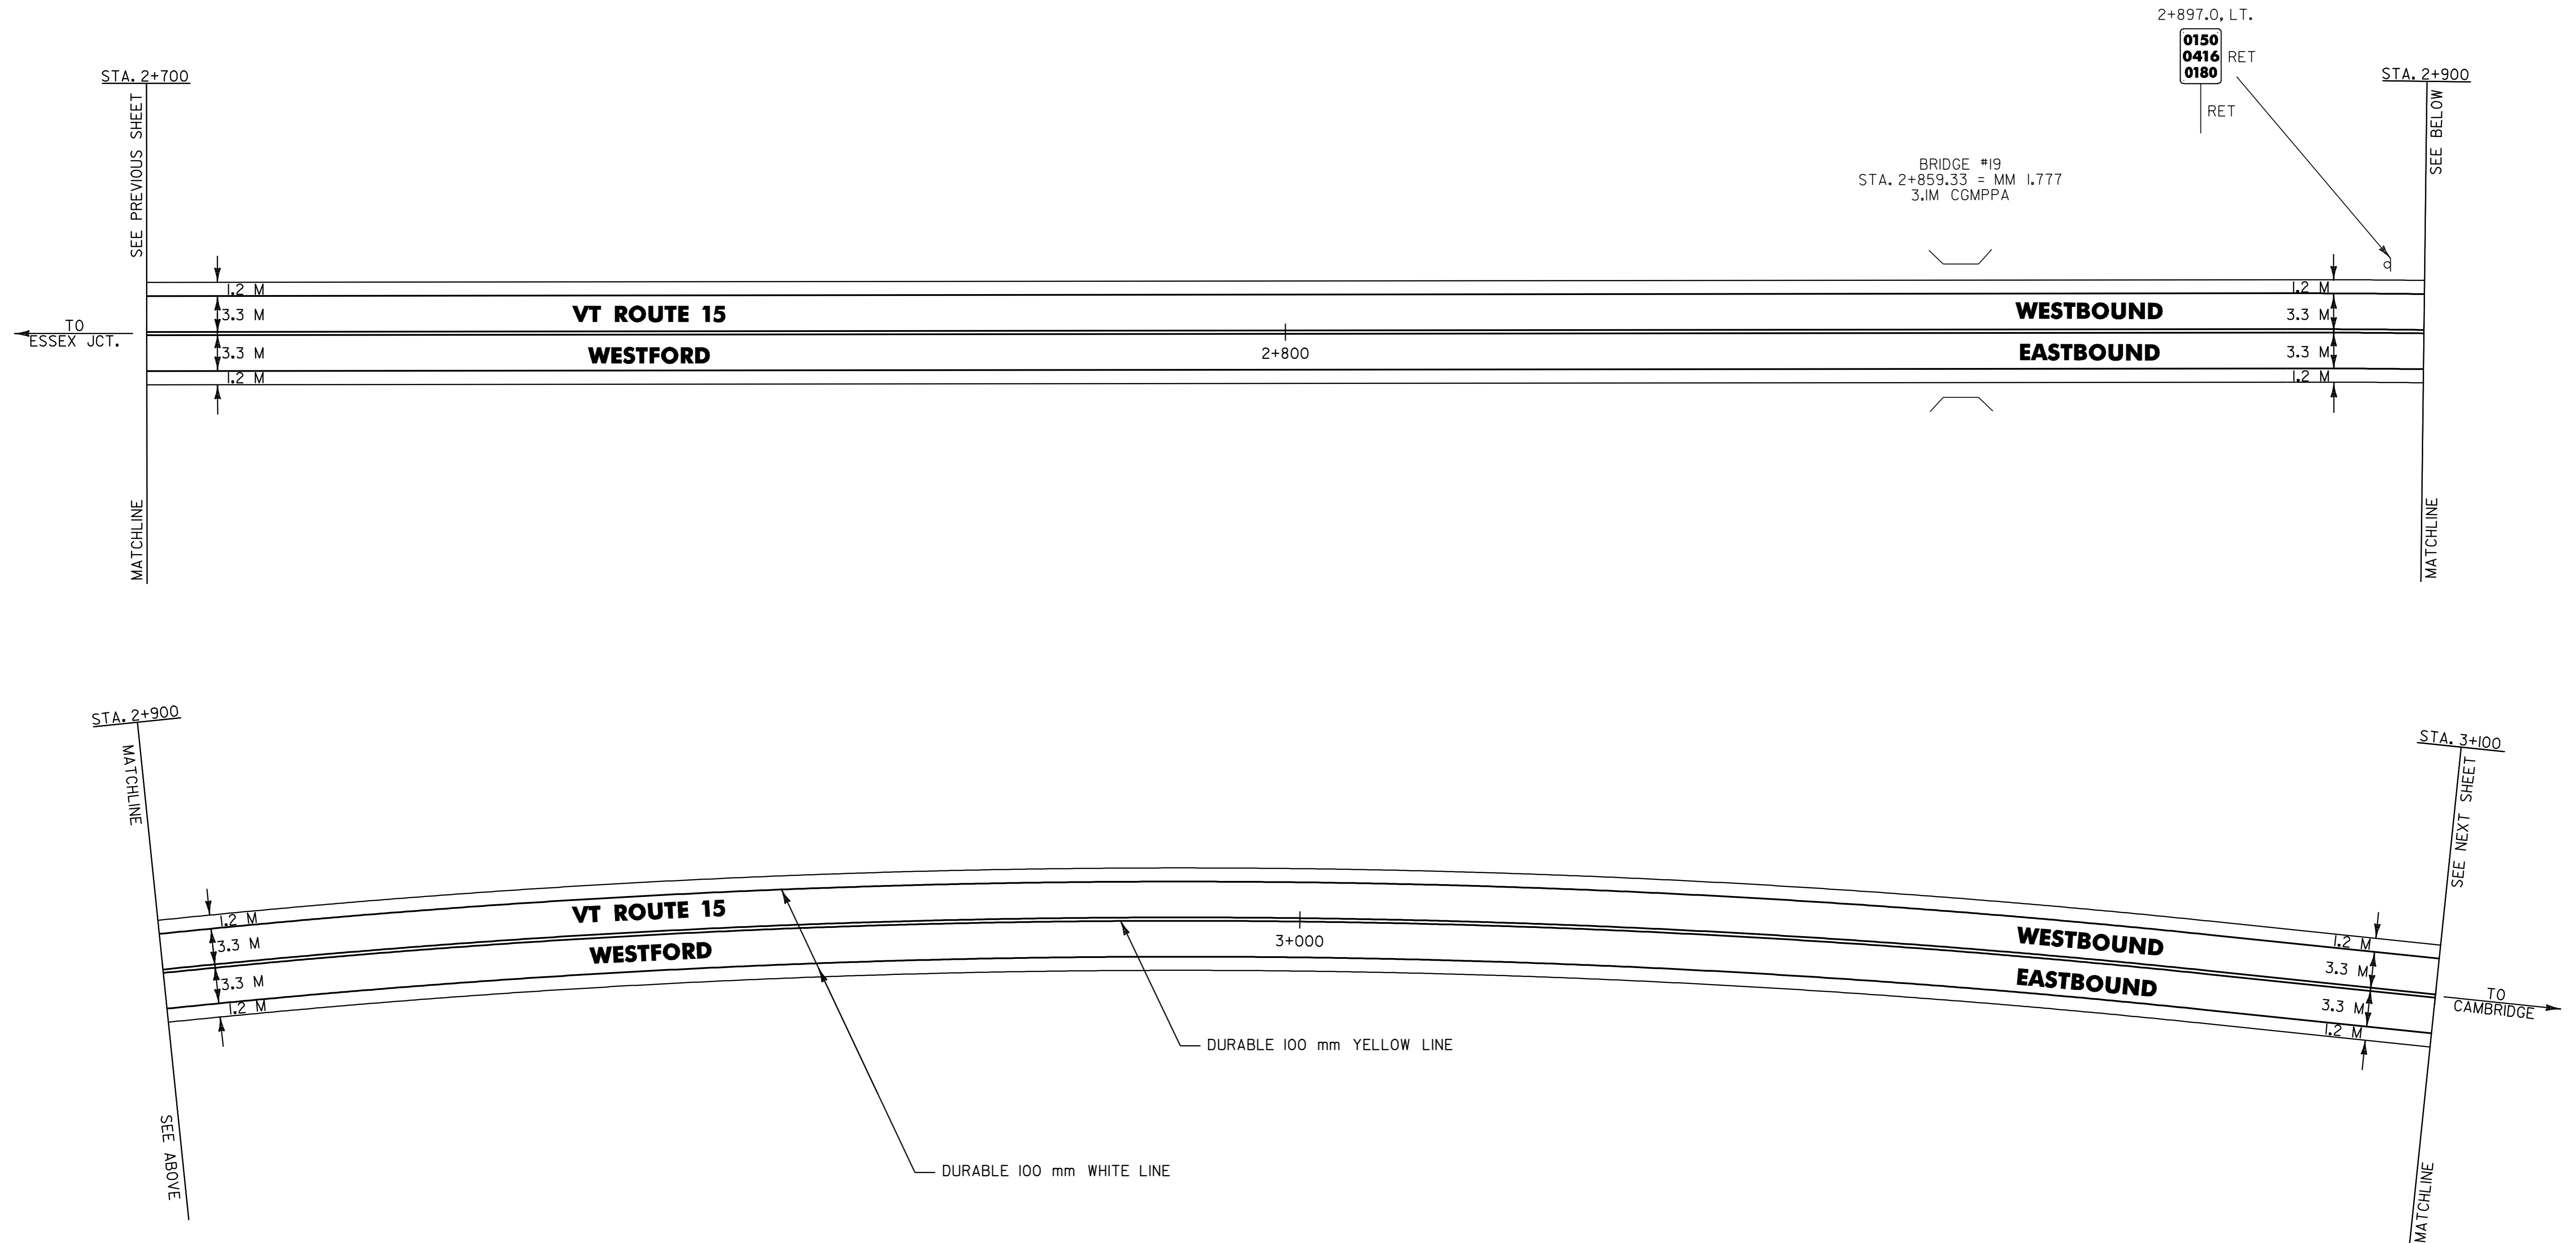 2+897.0, LT.
0150
0416 RET
0180
RET
STA. 2+700
SEE PREVIOUS SHEET
STA. 2+900
SEE BELOW
BRIDGE #19
STA. 2+859.33 = MM 1.777
3.1M CGMPPA
1.2 M
3.3 M
3.3 M
1.2 M
TO
ESSEX JCT.
VT ROUTE 15
WESTFORD
2+800
WESTBOUND
EASTBOUND
1.2 M
3.3 M
3.3 M
1.2 M
MATCHLINE
MATCHLINE
STA. 2+900
MATCHLINE
STA. 3+100
SEE NEXT SHEET
1.2 M
3.3 M
3.3 M
1.2 M
VT ROUTE 15
WESTFORD
3+000
WESTBOUND
EASTBOUND
1.2 M
3.3 M
3.3 M
1.2 M
TO
CAMBRIDGE
DURABLE 100 mm YELLOW LINE
DURABLE 100 mm WHITE LINE
SEE ABOVE
MATCHLINE